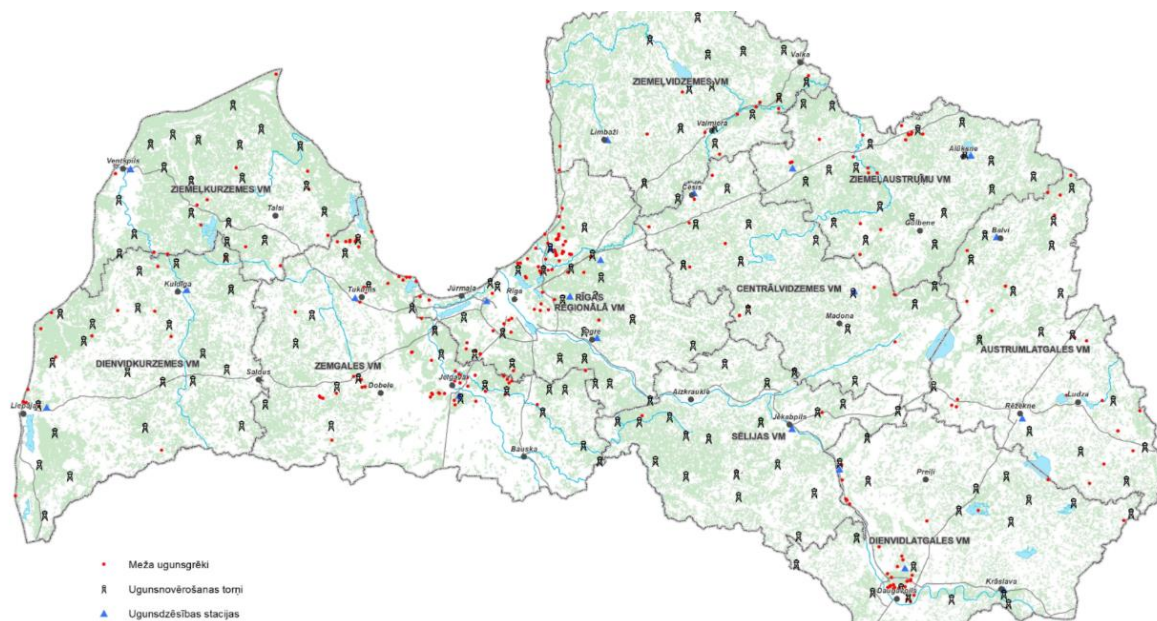 Valka
ZIEMEĻVIDZEMES VM
Valmiera
Limbaži
Alūksne
Ventspils
ZIEMEĻKURZEMES VM
ZIEMEĻAUSTRUMU VM
Cēsis
Talsi
Gulbene
Balvi
Kuldīga
Tukums
Jūrmala
Rīga
RĪGAS
REĢIONĀLĀ VM
CENTRĀLVIDZEMES VM
Madona
Ogre
AUSTRUMLATGALES VM
DIENVIDKURZEMES VM
ZEMGALES VM
Saldus
Dobele
Jelgava
Aizkraukle
Liepāja
Ludza
Rēzekne
Jēkabpils
SĒLIJAS VM
Bauska
Preiļi
DIENVIDLATGALES VM
Krāslava
Daugavpils
Meža ugunsgrēki
Ugunsnovērošanas torņi
Ugunsdzēsības stacijas